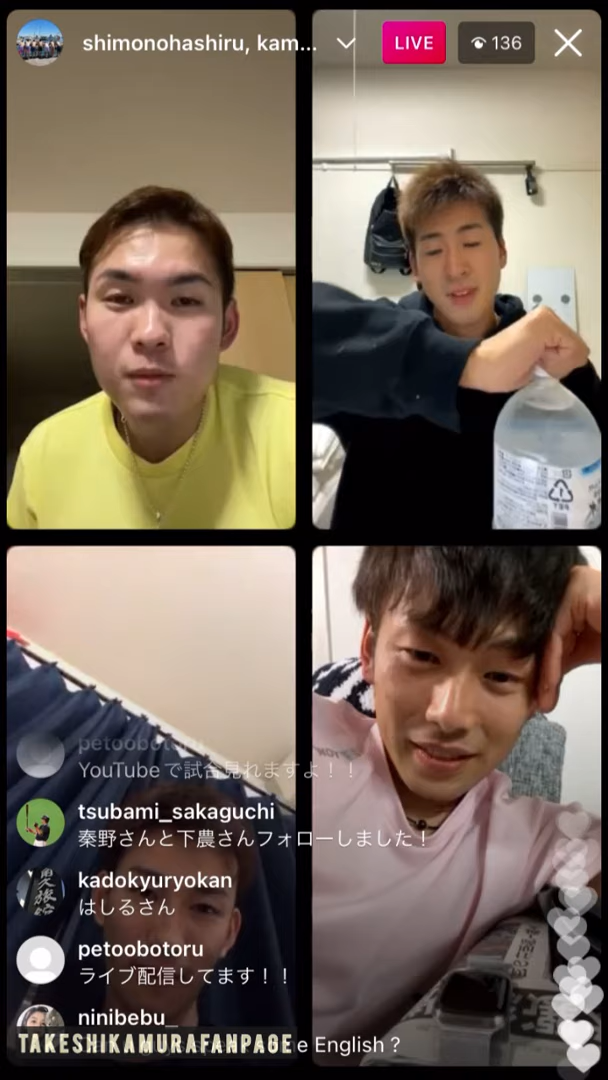 shimonohashiru, kam...
LIVE
136
petoobotoru
YouTubeで試合見れますよ！！
tsubami_sakaguchi
秦野さんと下農さんフォローしました！
kadokyuryokan
はしるさん
petoobotoru
ライブ配信してます！！
ninibebu_
TAKESHIKAMURAFANPAGE
English？